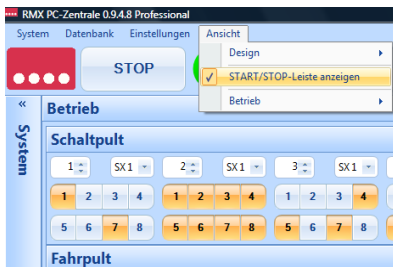 RMX PC-Zentrale 0.9.4.8 Professional
System Datenbank Einstellungen Ansicht
STOP
Design
START/STOP-Leiste anzeigen
Betrieb
« Betrieb
System
Schaltpult
1 SX1 2 SX1 3 SX1
1 2 3 4 1 2 3 4 1 2 3 4
5 6 7 8 5 6 7 8 5 6 7 8
Fahrpult